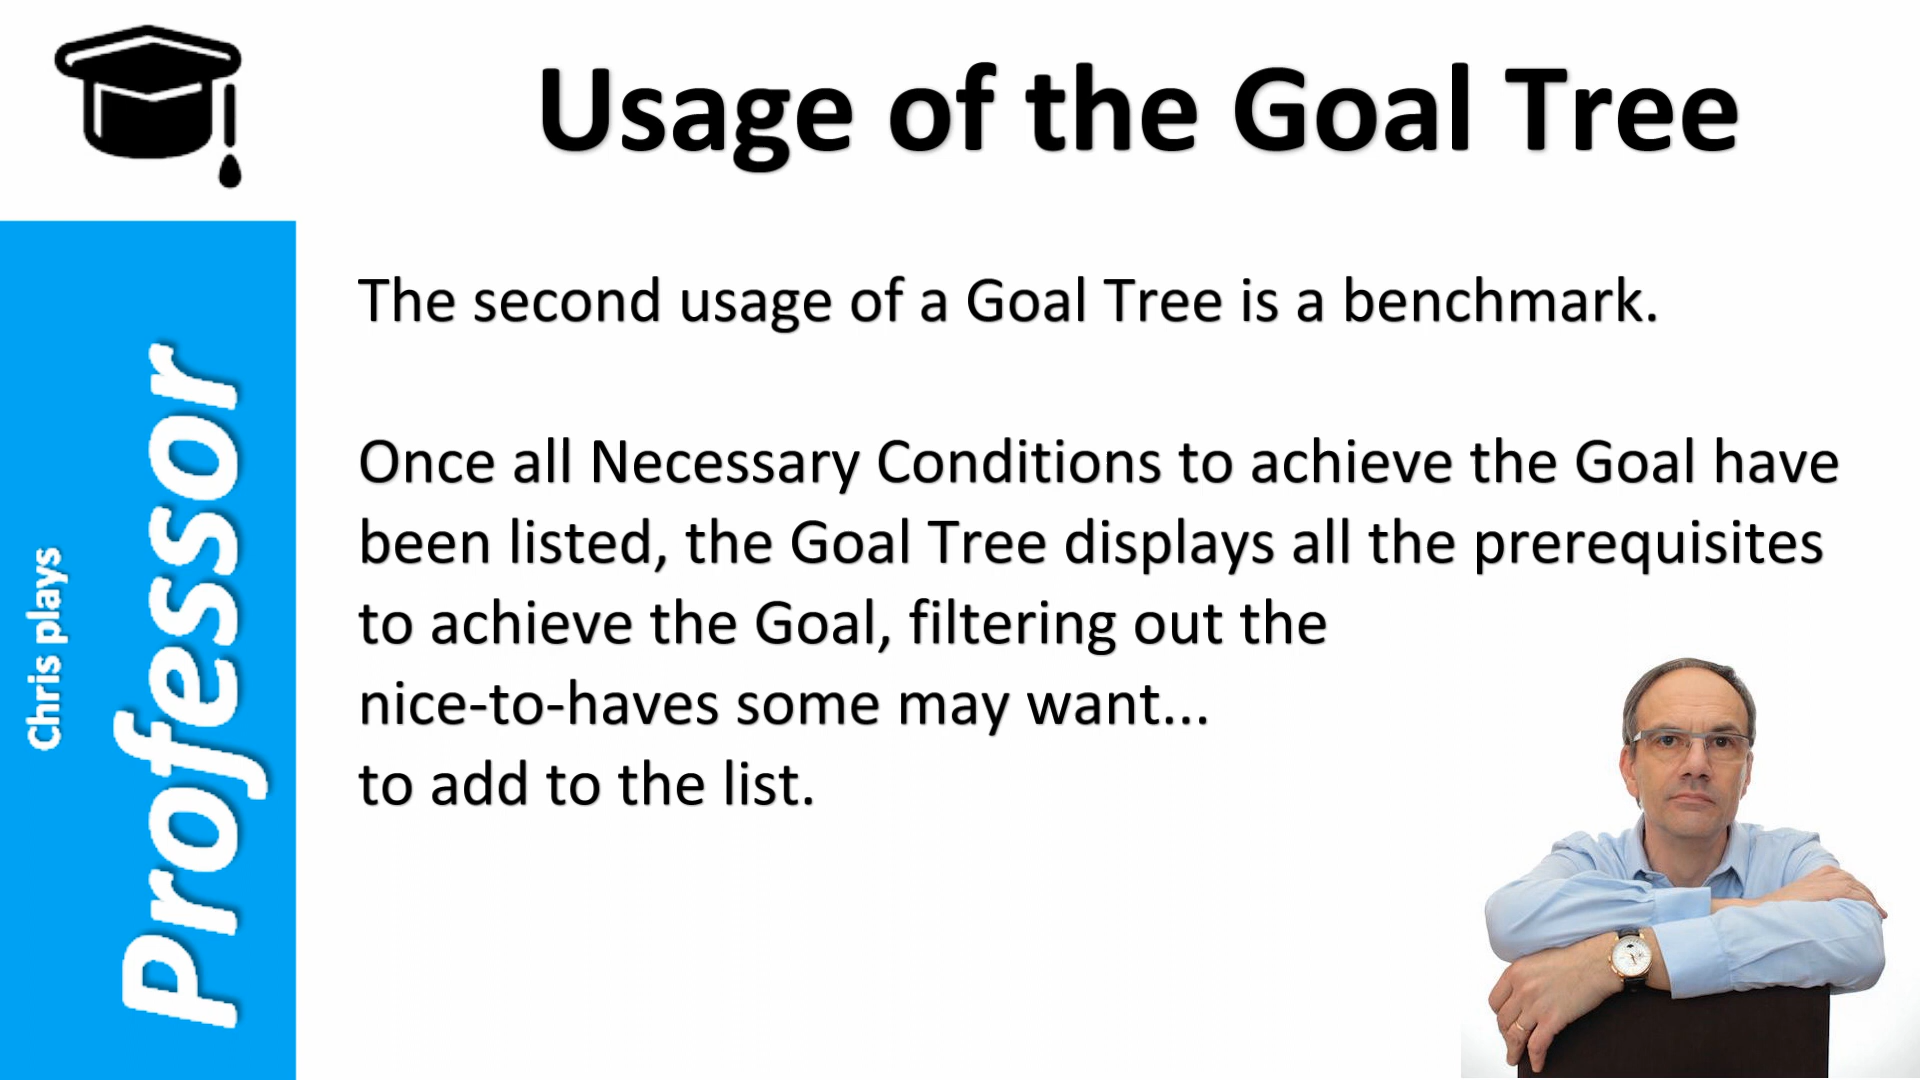 Usage of the Goal Tree
Chris plays
Professor
The second usage of a Goal Tree is a benchmark.
Once all Necessary Conditions to achieve the Goal have
been listed, the Goal Tree displays all the prerequisites
to achieve the Goal, filtering out the
nice-to-haves some may want...
to add to the list.